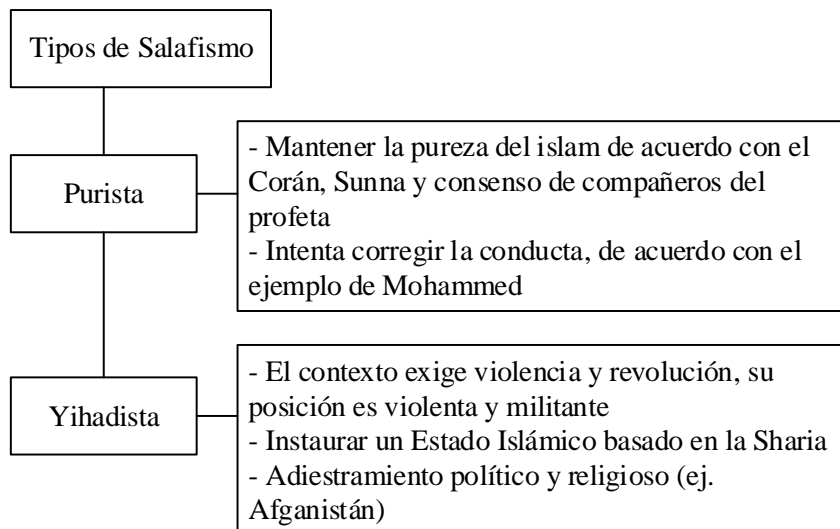 Tipos de Salafismo
Purista
- Mantener la pureza del islam de acuerdo con el
Corán, Sunna y consenso de compañeros del
profeta
- Intenta corregir la conducta, de acuerdo con el
ejemplo de Mohammed
Yihadista
- El contexto exige violencia y revolución, su
posición es violenta y militante
- Instaurar un Estado Islámico basado en la Sharia
- Adiestramiento político y religioso (ej.
Afganistán)